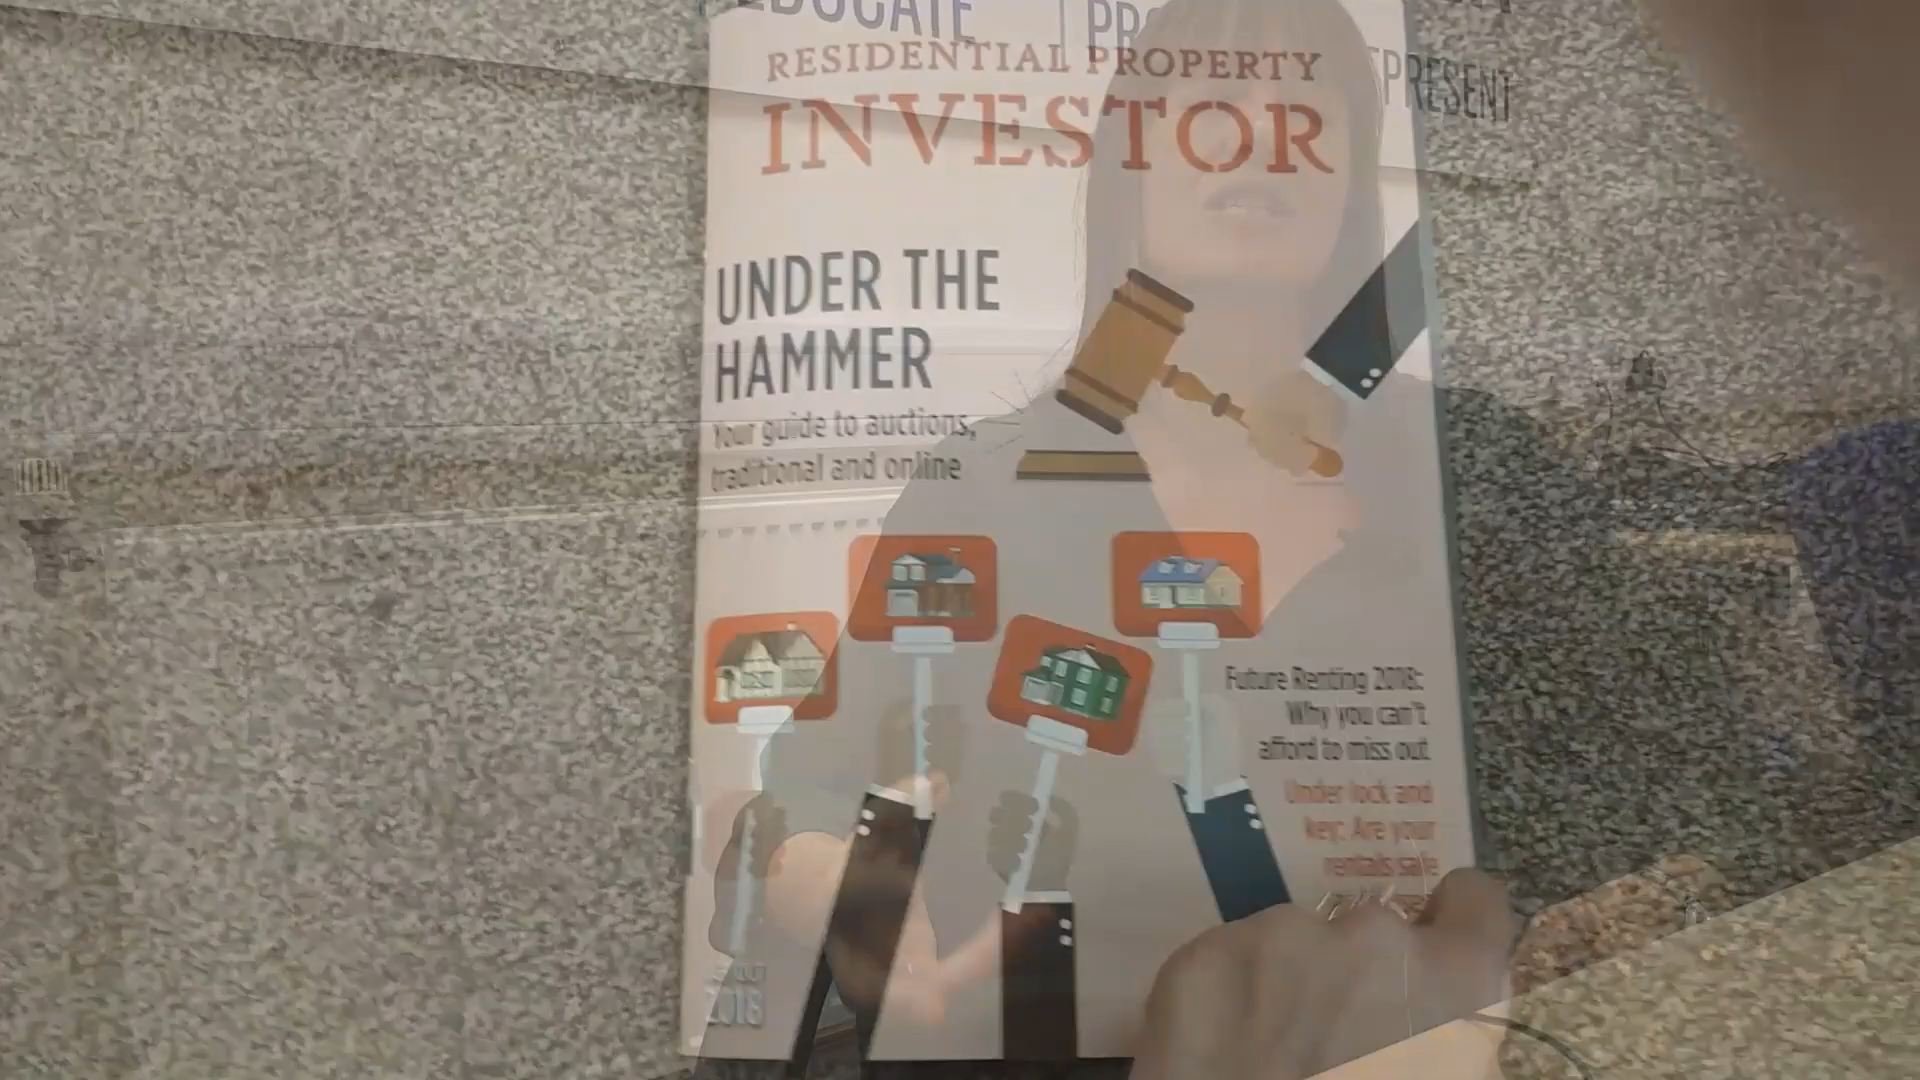 EDUCATE
RESIDENTIAL PROPERTY
INVESTOR
UNDER THE
HAMMER
Your guide to auctions,
traditional and online
Future Renting 2018:
Why you can't
afford to miss out
Under lock and
key: Are your
rentals safe
2018